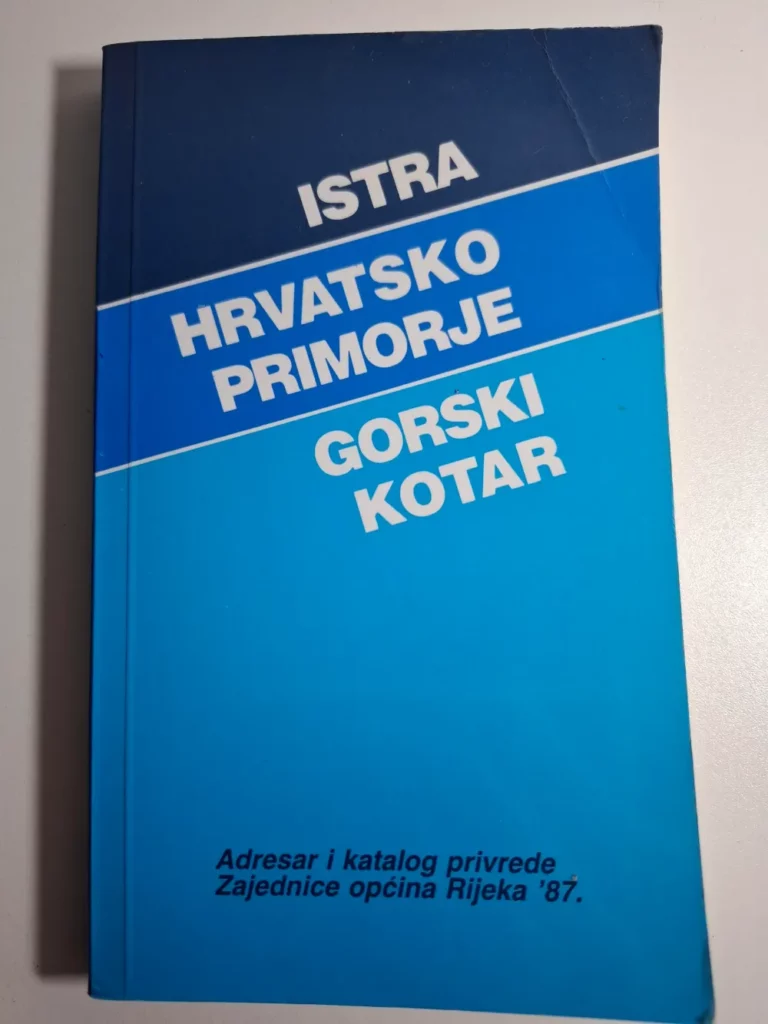 ISTRA
HRVATSKO
PRIMORJE
GORSKI
KOTAR
Adresar i katalog privrede
Zajednice općina Rijeka '87.